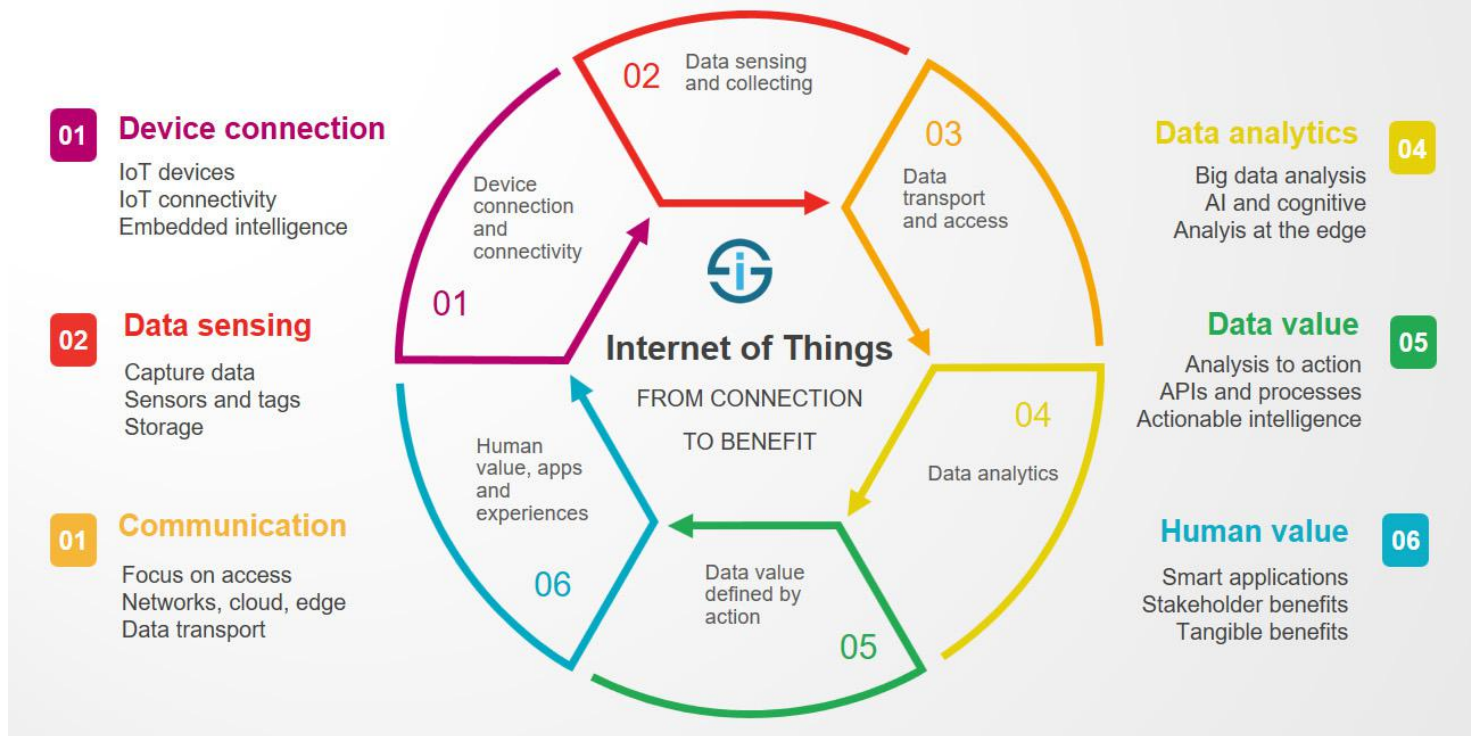 01
Device connection
IoT devices
IoT connectivity
Embedded intelligence
02
Data sensing
Capture data
Sensors and tags
Storage
01
Communication
Focus on access
Networks, cloud, edge
Data transport
02
Data sensing
and collecting
03
Data
transport
and access
Device
connection
and
connectivity
01
Internet of Things
FROM CONNECTION
TO BENEFIT
04
Data analytics
Human
value, apps
and
experiences
06
Data value
defined by
action
05
Data analytics
04
Big data analysis
AI and cognitive
Analyis at the edge
Data value
05
Analysis to action
APIs and processes
Actionable intelligence
Human value
06
Smart applications
Stakeholder benefits
Tangible benefits